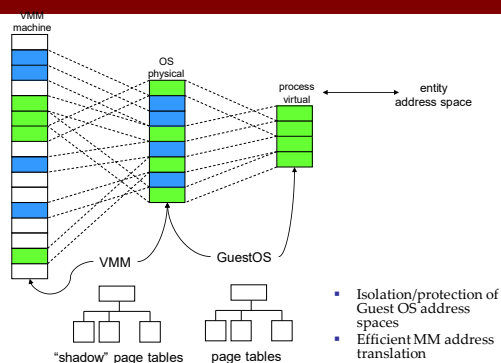 VMM
machine
OS
physical
process
virtual
entity
address space
VMM
GuestOS
“shadow” page tables
page tables
▪ Isolation/protection of
Guest OS address
spaces
▪ Efficient MM address
translation